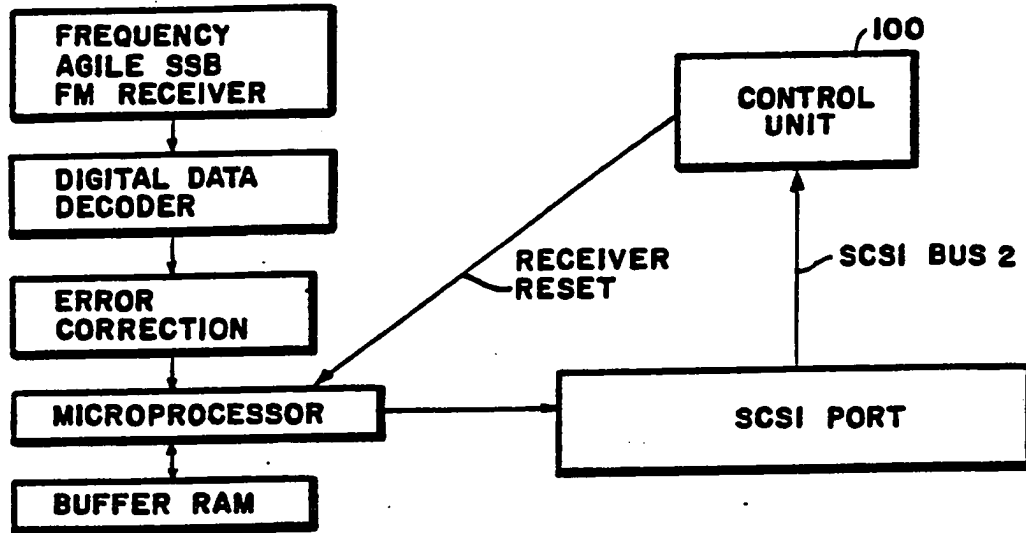 FREQUENCY
AGILE SSB
FM RECEIVER
100
CONTROL
UNIT
DIGITAL DATA
DECODER
RECEIVER
RESET
SCSI BUS 2
ERROR
CORRECTION
MICROPROCESSOR
SCSI PORT
BUFFER RAM